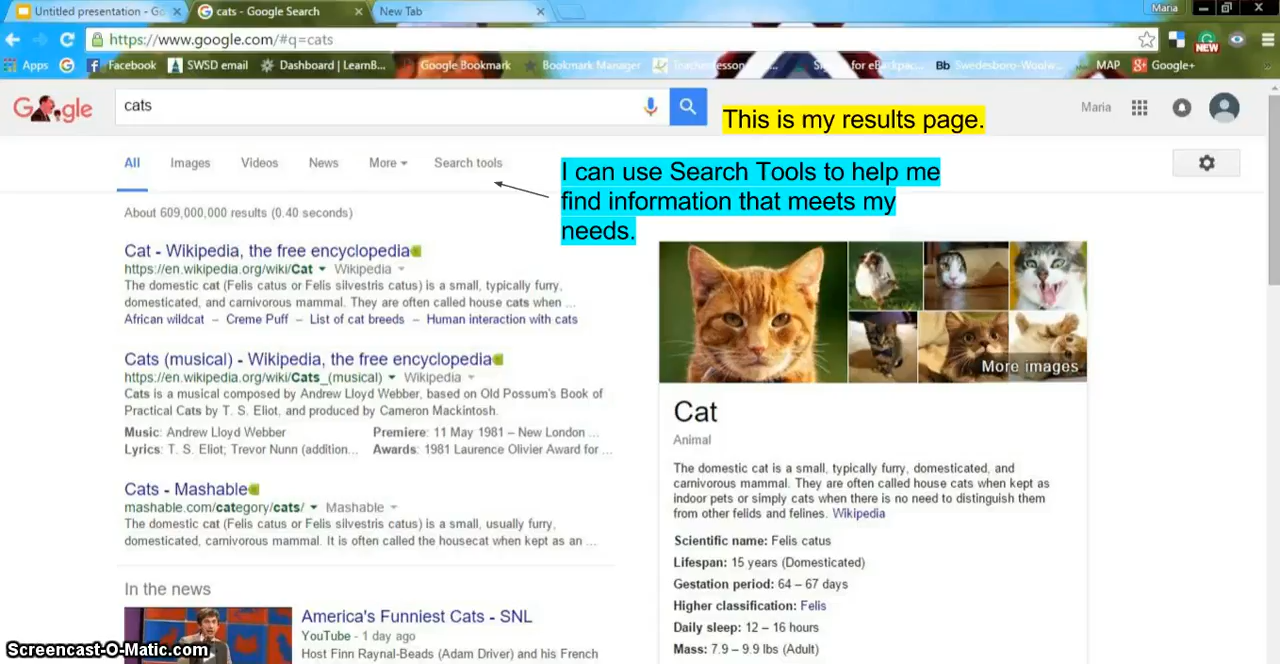 Untitled presentation - Go
cats - Google Search
New Tab
Maria
https://www.google.com/#q=cats
NEW
Apps
Facebook
SWSD email
Dashboard | LearnB...
Google Bookmark
Bookmark Manager
Bb
MAP
Google+
Google
cats
This is my results page.
Maria
All
Images
Videos
News
More
Search tools
I can use Search Tools to help me
find information that meets my
needs.
About 609,000,000 results (0.40 seconds)
Cat - Wikipedia, the free encyclopedia
https://en.wikipedia.org/wiki/Cat Wikipedia
The domestic cat (Felis catus or Felis silvestris catus) is a small, typically furry,
domesticated, and carnivorous mammal. They are often called house cats when ...
African wildcat – Creme Puff – List of cat breeds – Human interaction with cats
Cats (musical) - Wikipedia, the free encyclopedia
https://en.wikipedia.org/wiki/Cats_(musical) Wikipedia
Cats is a musical composed by Andrew Lloyd Webber, based on Old Possum's Book of
Practical Cats by T. S. Eliot, and produced by Cameron Mackintosh.
Music: Andrew Lloyd Webber
Premiere: 11 May 1981 – New London ...
Lyrics: T. S. Eliot; Trevor Nunn (addition...
Awards: 1981 Laurence Olivier Award for ...
Cats - Mashable
mashable.com/category/cats/ Mashable
The domestic cat (Felis catus or Felis silvestris catus) is a small, usually furry,
domesticated, carnivorous mammal. It is often called the housecat when kept as an ...
In the news
America's Funniest Cats - SNL
YouTube - 1 day ago
Host Finn Raynal-Beads (Adam Driver) and his French
More images
Cat
Animal
The domestic cat is a small, typically furry, domesticated, and
carnivorous mammal. They are often called house cats when kept as
indoor pets or simply cats when there is no need to distinguish them
from other felids and felines. Wikipedia
Scientific name: Felis catus
Lifespan: 15 years (Domesticated)
Gestation period: 64 – 67 days
Higher classification: Felis
Daily sleep: 12 – 16 hours
Mass: 7.9 – 9.9 lbs (Adult)
Screencast-O-Matic.com